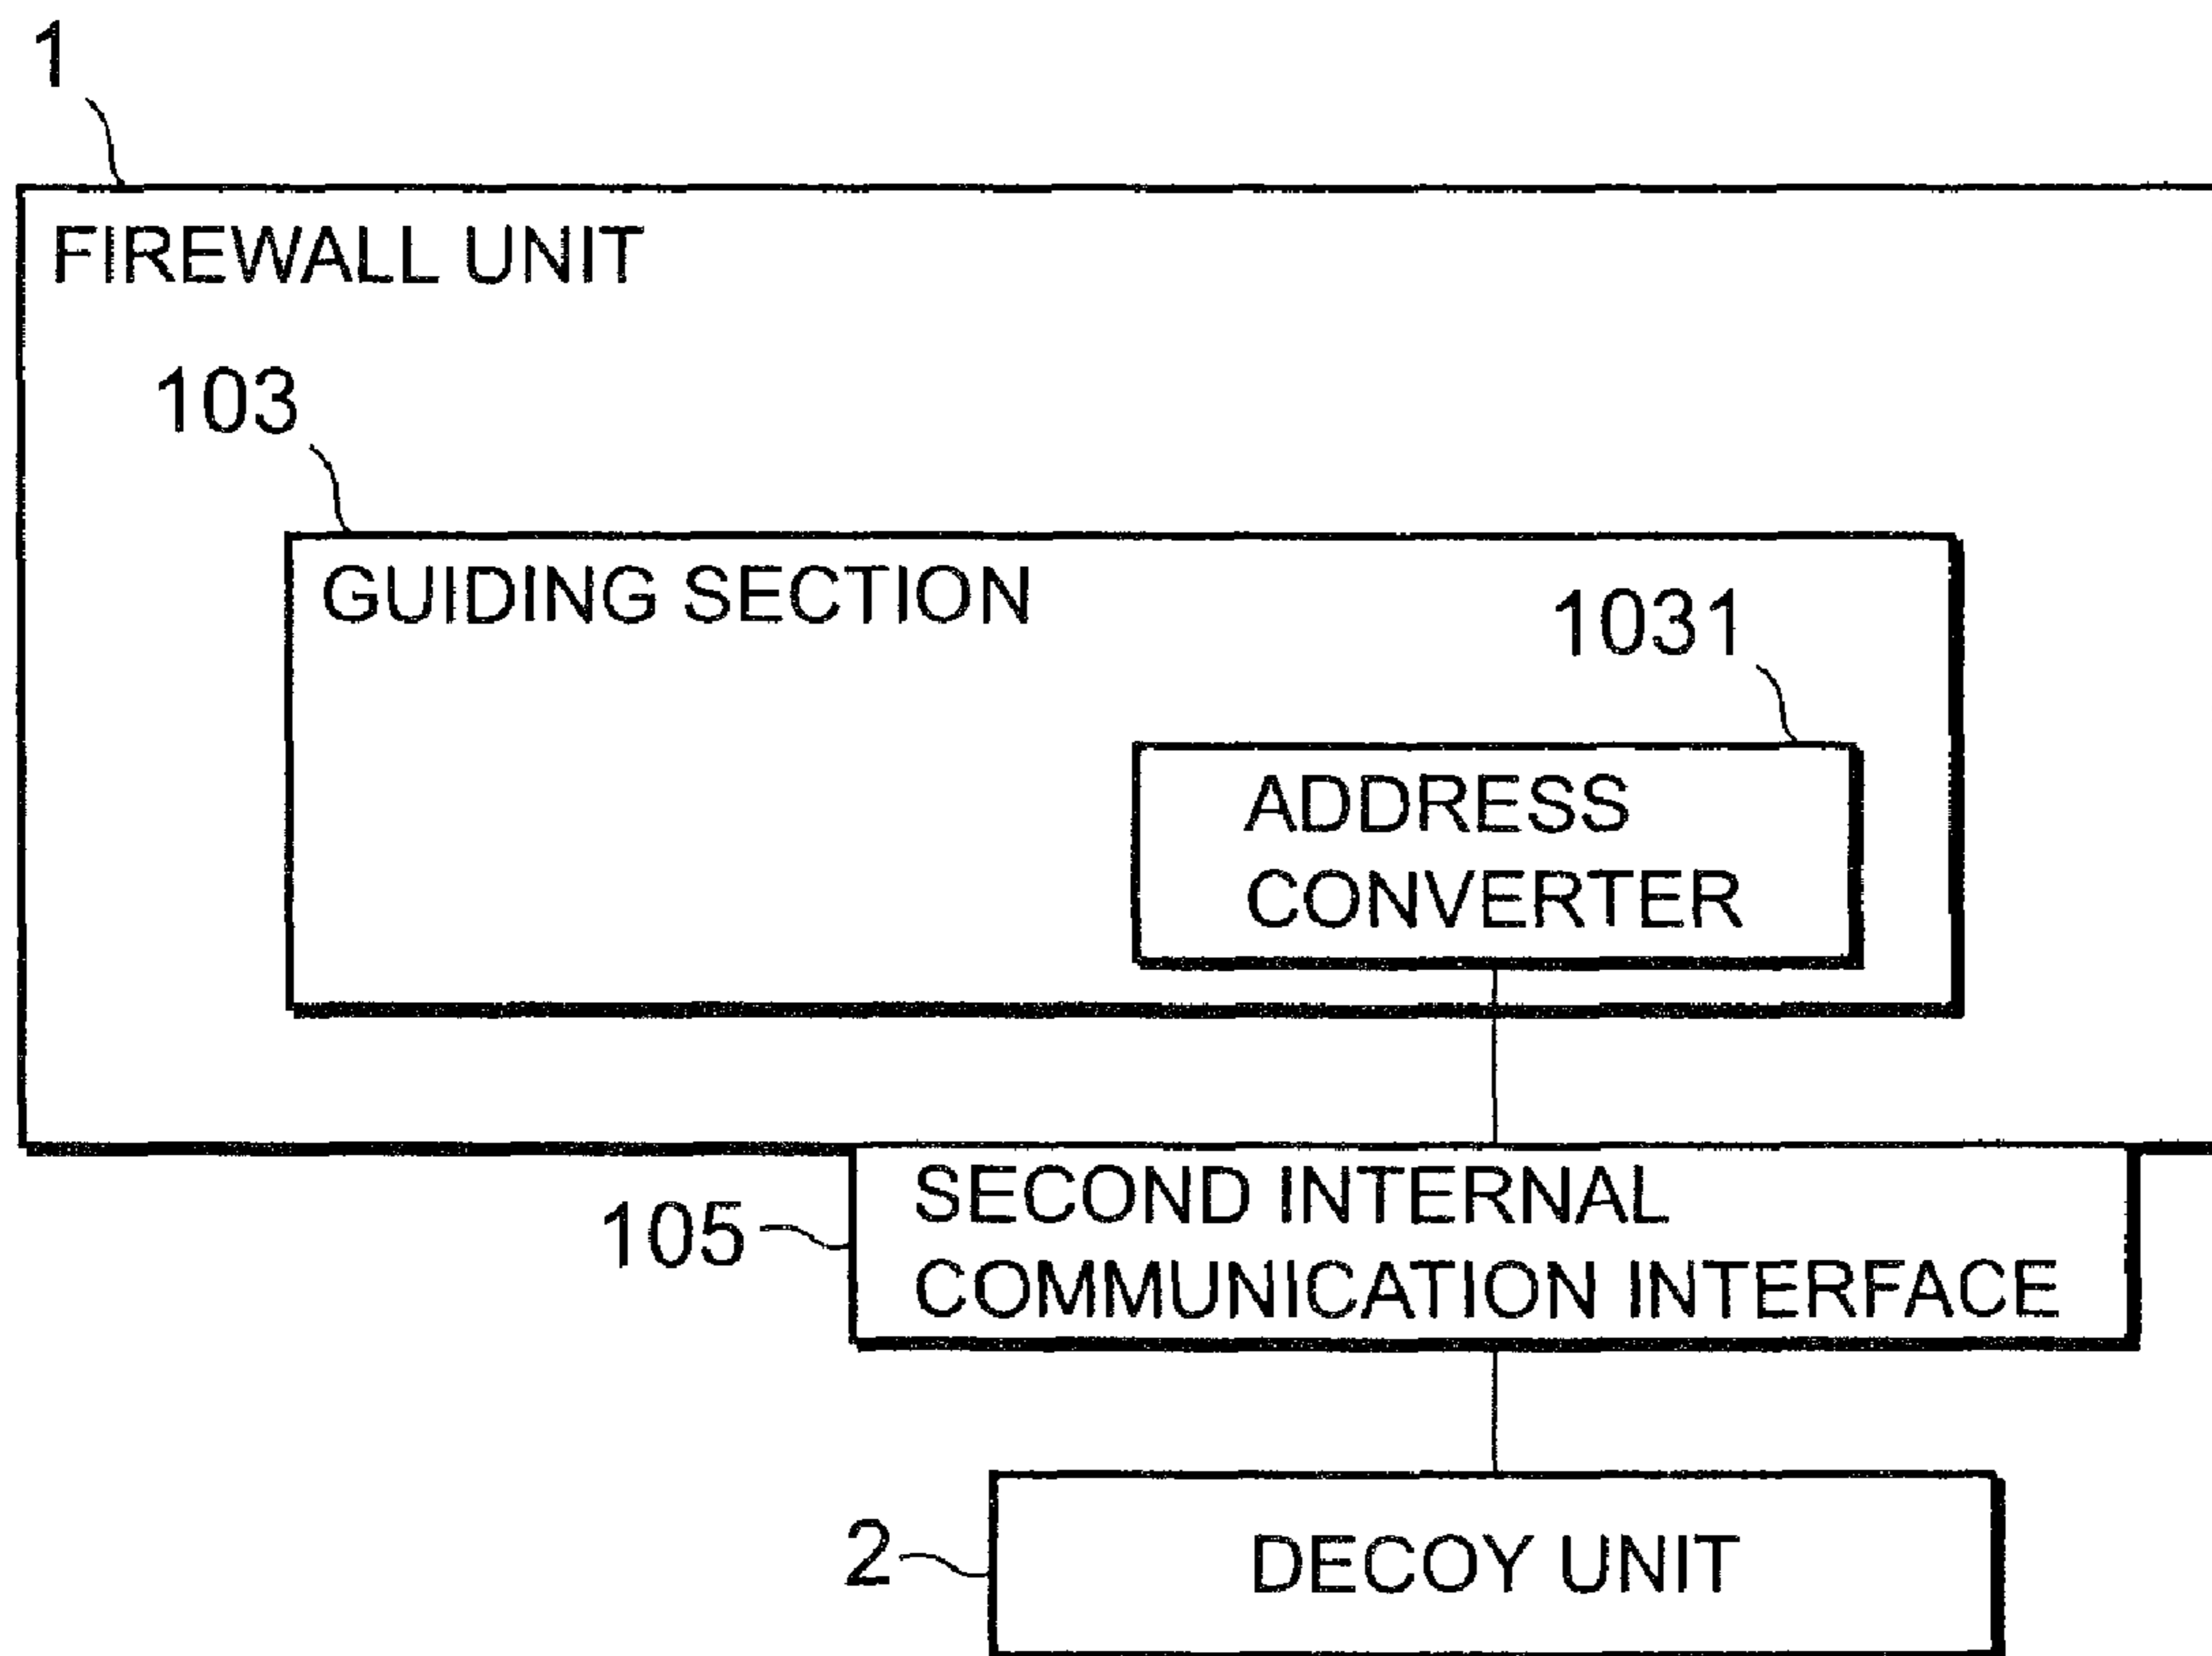 1
FIREWALL UNIT
103
GUIDING SECTION
1031
ADDRESS
CONVERTER
105
SECOND INTERNAL
COMMUNICATION INTERFACE
2
DECOY UNIT